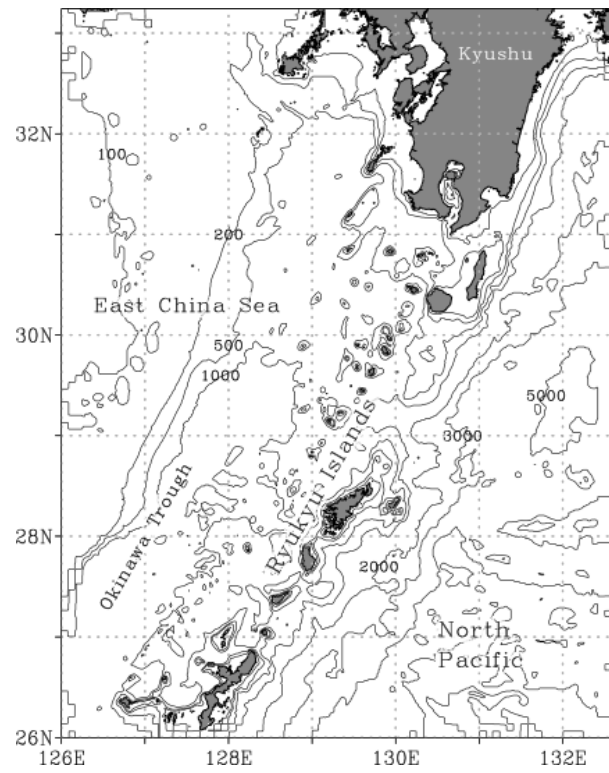 Kyushu
32N
100
200
East China Sea
30N
500
1000
5000
3000
Ryukyu Islands
Okinawa Trough
28N
2000
North
Pacific
26N
126E
128E
130E
132E